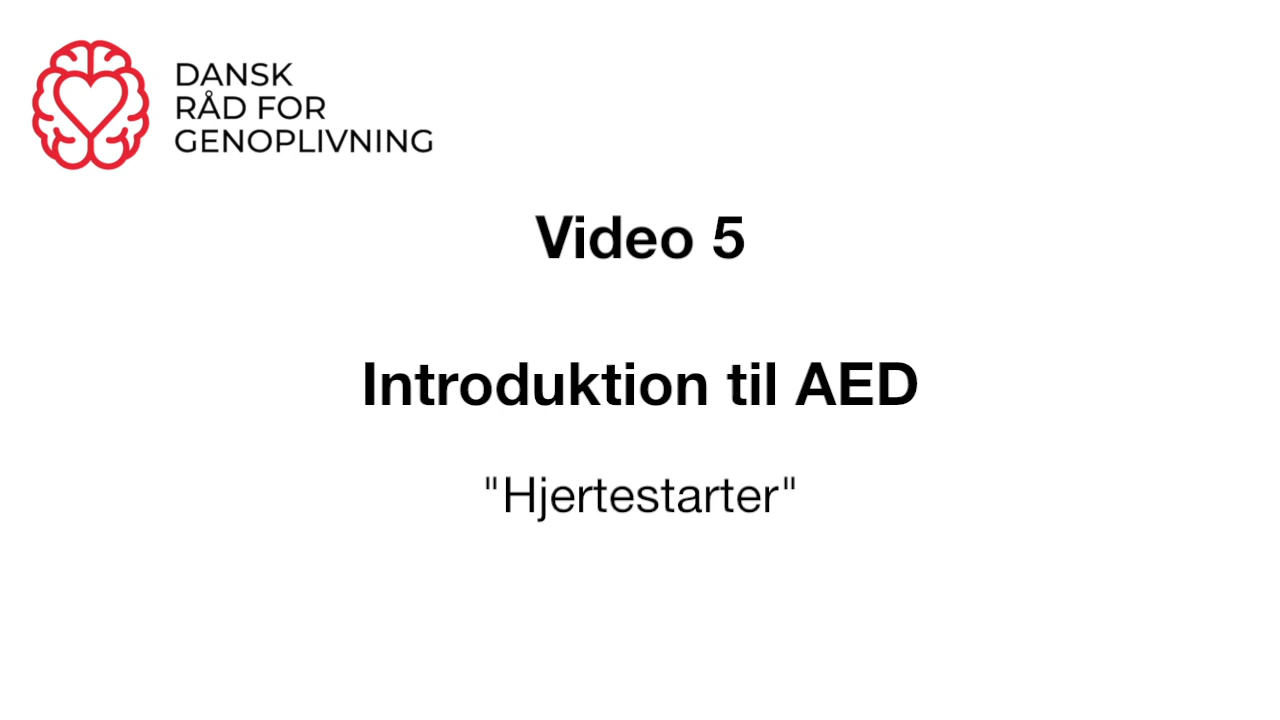 DANSK
RÅD FOR
GENOPLIVNING
Video 5
Introduktion til AED
"Hjertestarter"